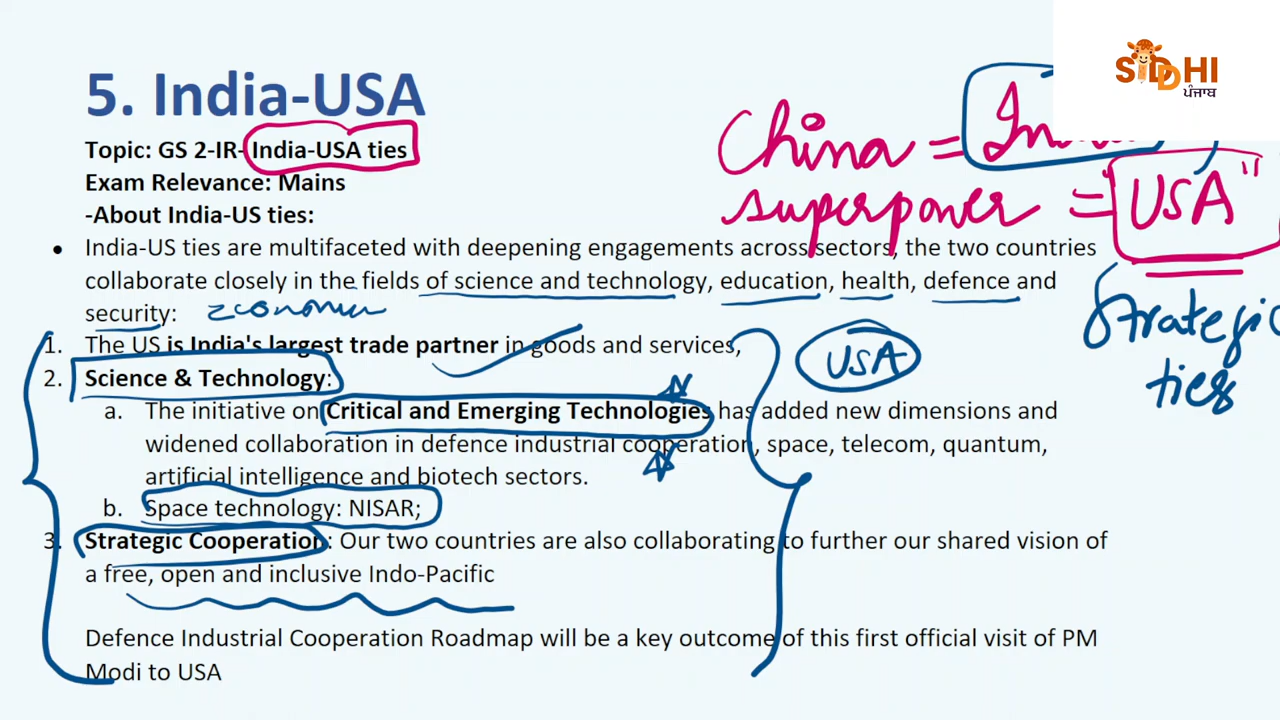 5. India-USA
SIDDHI
ਪੰਜਾਬ
China =
superpower = USA"
Strategic
ties
Topic: GS 2-IR- India-USA ties
Exam Relevance: Mains
-About India-US ties:
• India-US ties are multifaceted with deepening engagements across sectors, the two countries
collaborate closely in the fields of science and technology, education, health, defence and
security:
1. The US is India's largest trade partner in goods and services,
USA
2. Science & Technology:
a. The initiative on Critical and Emerging Technologies has added new dimensions and
widened collaboration in defence industrial cooperation, space, telecom, quantum,
artificial intelligence and biotech sectors.
b. Space technology: NISAR;
3. Strategic Cooperation: Our two countries are also collaborating to further our shared vision of
a free, open and inclusive Indo-Pacific
Defence Industrial Cooperation Roadmap will be a key outcome of this first official visit of PM
Modi to USA